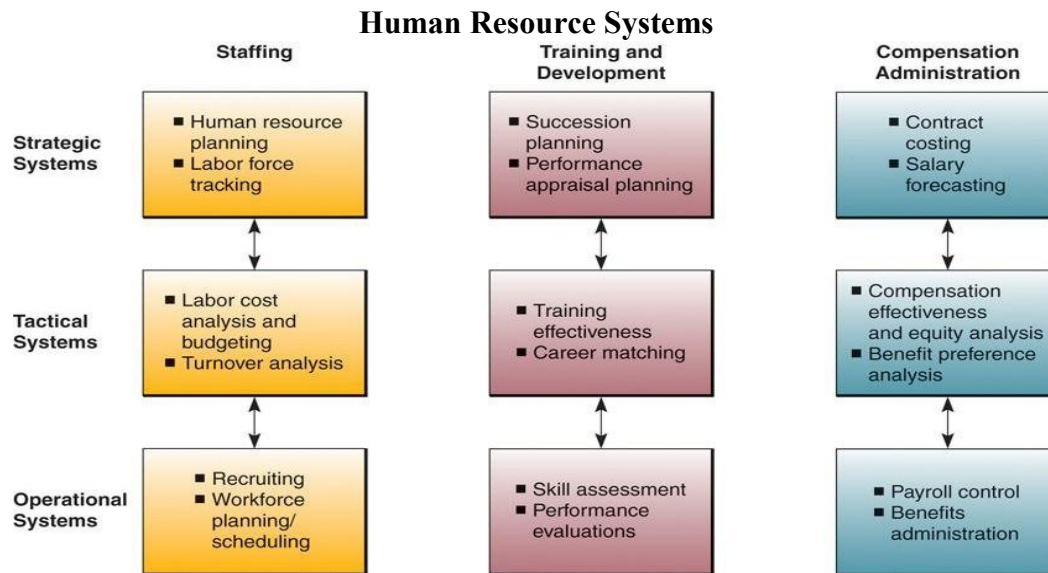 Human Resource Systems
Staffing
Training and
Development
Compensation
Administration
Strategic
Systems
■ Human resource
planning
■ Labor force
tracking
■ Succession
planning
■ Performance
appraisal planning
■ Contract
costing
■ Salary
forecasting
Tactical
Systems
■ Labor cost
analysis and
budgeting
■ Turnover analysis
■ Training
effectiveness
■ Career matching
■ Compensation
effectiveness
and equity analysis
■ Benefit preference
analysis
Operational
Systems
■ Recruiting
■ Workforce
planning/
scheduling
■ Skill assessment
■ Performance
evaluations
■ Payroll control
■ Benefits
administration